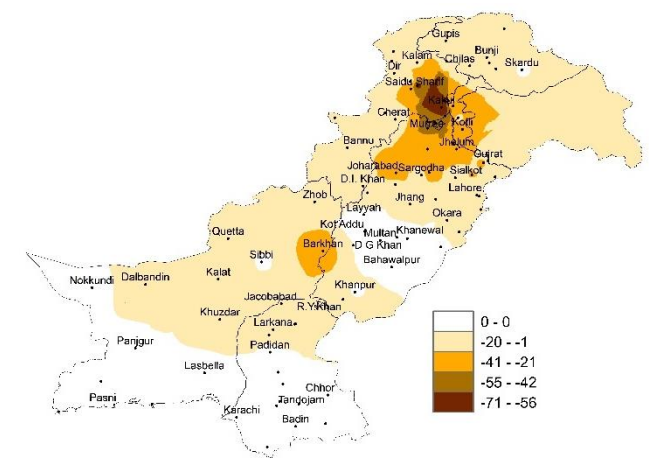 Gupis
Kalam
Chilas
Bunji
Skardu
Dir
Saidu Sharif
Kakul
Cherat
Murree
Kotli
Bannu
Jhelum
Gujrat
Joharabad
Sargodha
Sialkot
D.I. Khan
Lahore
Zhob
Jhang
Layyah
Okara
Kot Addu
Quetta
Multan
Khanewal
Barkhan
D G Khan
Sibbi
Bahawalpur
Kalat
Dalbandin
Nokkundi
Khanpur
Jacobabad
R.Y.Khan
Khuzdar
Larkana
Panjgur
Padidan
Lasbella
Chhor
Pasni
Tandojam
Karachi
Badin
0 - 0
-20 - -1
-41 - -21
-55 - -42
-71 - -56